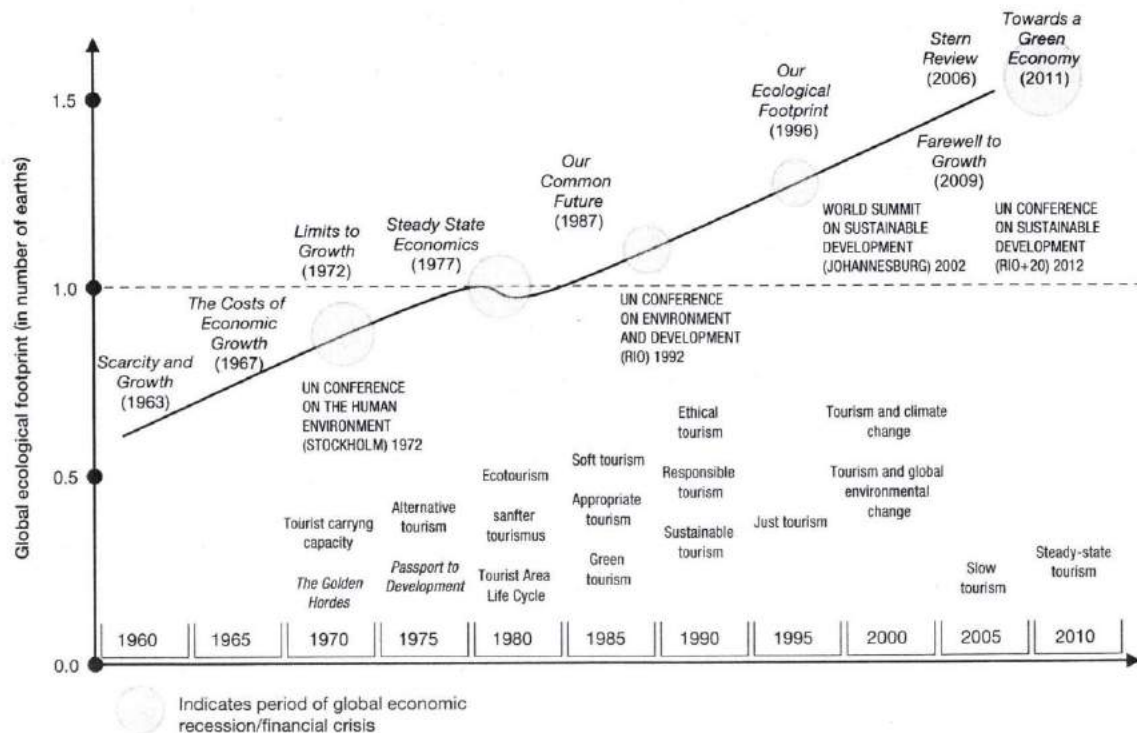 Global ecological footprint (in number of earths)
1.5
1.0
0.5
0.0
Scarcity and
Growth
(1963)
The Costs of
Economic
Growth
(1967)
Limits to
Growth
(1972)
Steady State
Economics
(1977)
Our
Common
Future
(1987)
Our
Ecological
Footprint
(1996)
Stern
Review
(2006)
Towards a
Green
Economy
(2011)
Farewell to
Growth
(2009)
UN CONFERENCE
ON THE HUMAN
ENVIRONMENT
(STOCKHOLM) 1972
UN CONFERENCE
ON ENVIRONMENT
AND DEVELOPMENT
(RIO) 1992
WORLD SUMMIT
ON SUSTAINABLE
DEVELOPMENT
(JOHANNESBURG) 2002
UN CONFERENCE
ON SUSTAINABLE
DEVELOPMENT
(RIO+20) 2012
Tourist carryng
capacity
The Golden
Hordes
Alternative
tourism
Passport to
Development
Ecotourism
sanfter
tourismus
Tourist Area
Life Cycle
Soft tourism
Appropriate
tourism
Green
tourism
Ethical
tourism
Responsible
tourism
Sustainable
tourism
Just tourism
Tourism and climate
change
Tourism and global
environmental
change
Slow
tourism
Steady-state
tourism
1960
1965
1970
1975
1980
1985
1990
1995
2000
2005
2010
Indicates period of global economic
recession/financial crisis